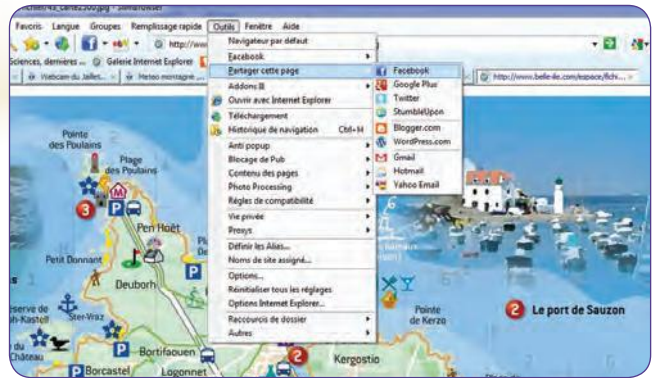 Favoris Langue Groupes Remplissage rapide Outils Fenêtre Aide
http://ww
Sciences, dernières ... Galerie Internet Explorer
Webcam du Jaillet... Meteo montagne ...
http://www.belle-ile.com/espace/fichi...
Navigateur par défaut
Facebook
Partager cette page
Addons IE
Ouvrir avec Internet Explorer
Téléchargement
Historique de navigation Ctrl+H
Anti popup
Blocage de Pub
Contenu des pages
Photo Processing
Règles de compatibilité
Vie privée
Proxys
Définir les Alias...
Noms de site assigné...
Options...
Réinitialiser tous les réglages
Options Internet Explorer...
Raccourcis de dossier
Autres
Facebook
Google Plus
Twitter
StumbleUpon
Blogger.com
WordPress.com
Gmail
Hotmail
Yahoo Email
Pointe
des Poulains
Plage
des Poulains
3
P
Pen Hoët
Petit Donnant
P
Deuborh
Ster-Vraz
Château
P
Bortifaouen
P Borcastel
Logonnet
2
Kergostio
Pointe
de Kerzo
2 Le port de Sauzon